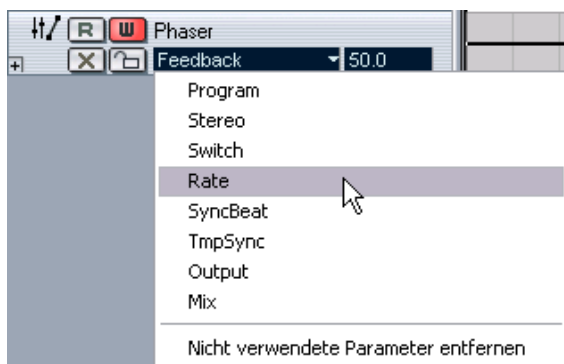 R W Phaser
+ X Feedback 50.0
Program
Stereo
Switch
Rate
SyncBeat
TmpSync
Output
Mix
Nicht verwendete Parameter entfernen